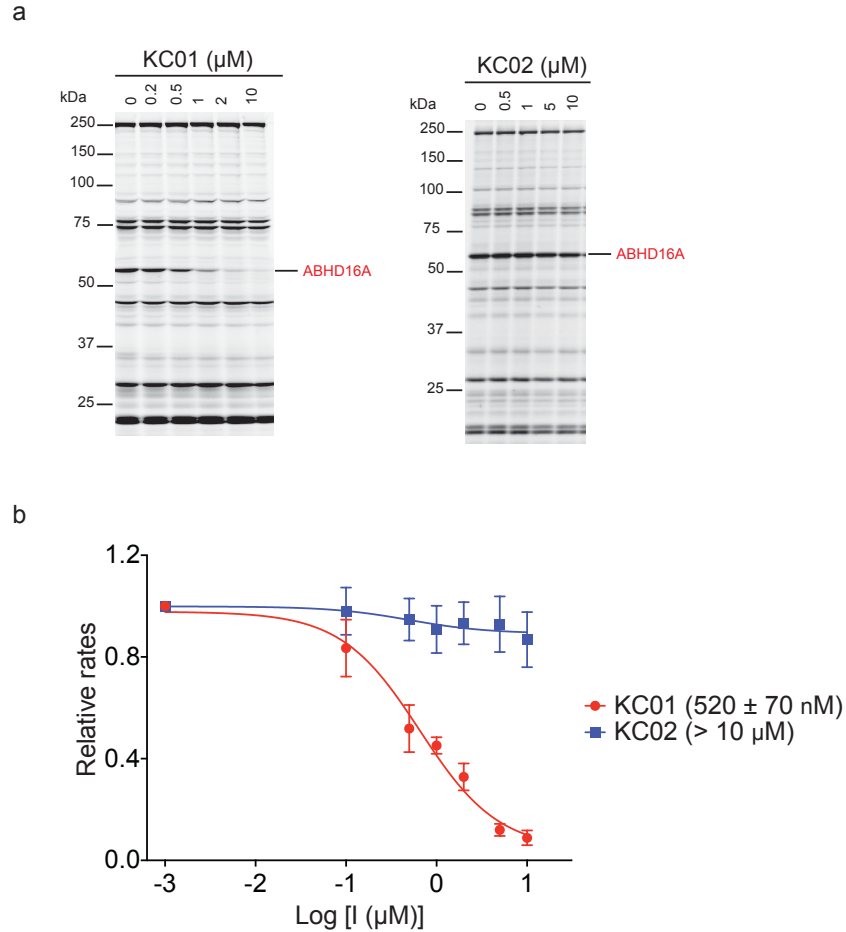 a
KC01 (µM)
kDa 0 0.2 0.5 1 2 10
250
150
100
75
50
37
25
ABHD16A
KC02 (µM)
kDa 0 0.5 1 5 10
250
150
100
75
50
37
25
ABHD16A
b
Relative rates
1.2
0.8
0.4
0.0
-3 -2 -1 0 1
Log [I (µM)]
KC01 (520 ± 70 nM)
KC02 (> 10 µM)